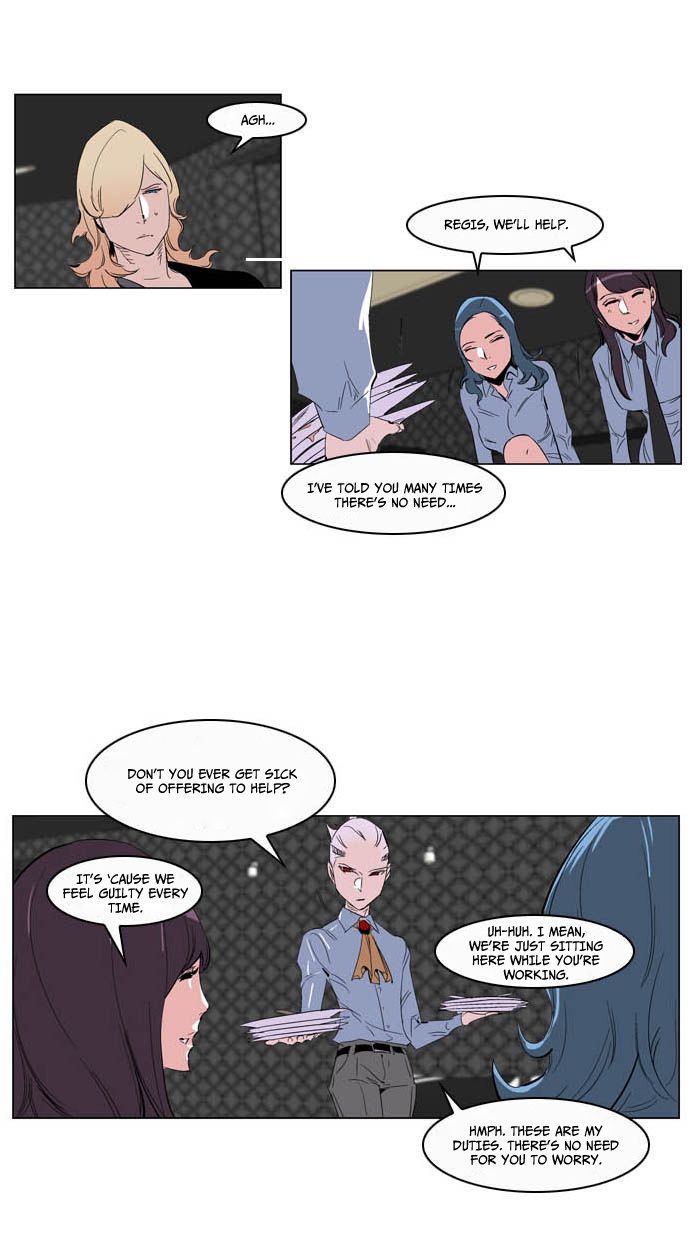 AGH...
REGIS, WE'LL HELP.
I'VE TOLD YOU MANY TIMES
THERE'S NO NEED...
DON'T YOU EVER GET SICK
OF OFFERING TO HELP?
IT'S 'CAUSE WE
FEEL GUILTY EVERY
TIME.
UH-HUH. I MEAN,
WE'RE JUST SITTING
HERE WHILE YOU'RE
WORKING.
HMPH. THESE ARE MY
DUTIES. THERE'S NO NEED
FOR YOU TO WORRY.